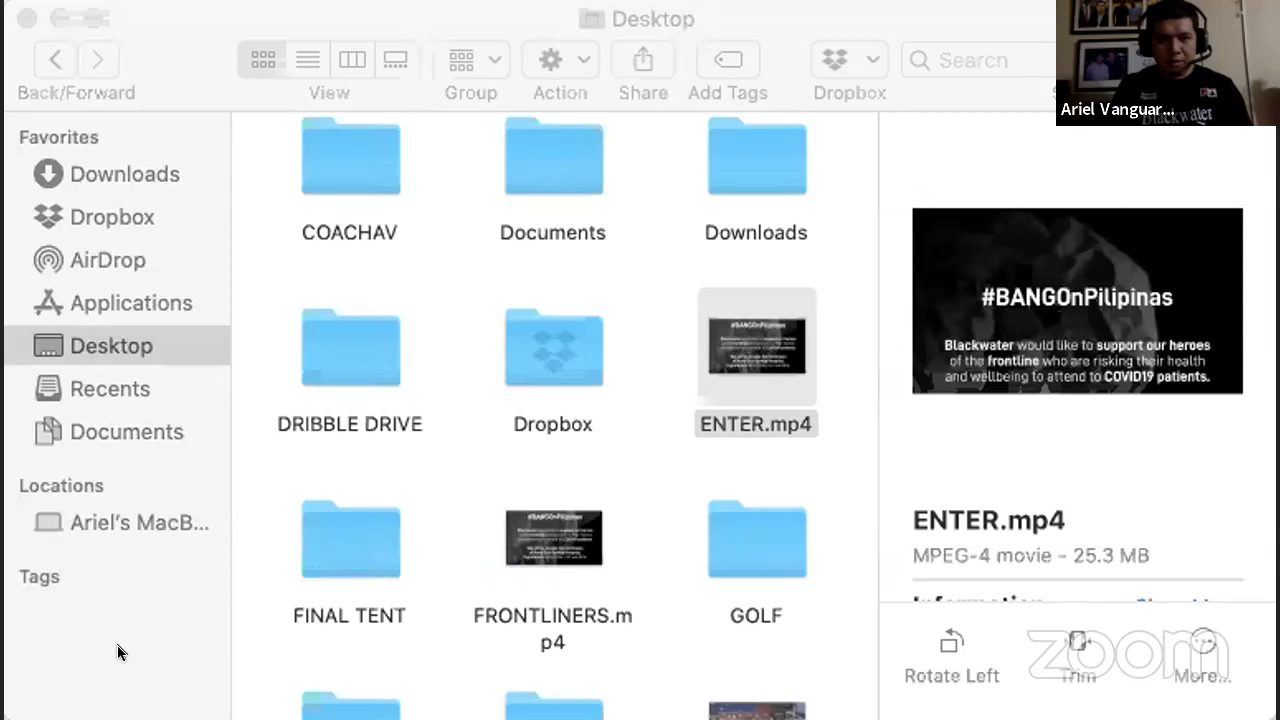 Desktop
Back/Forward
View
Group
Action
Share
Add Tags
Dropbox
Search
Ariel Vanguar...
Blackwater
Favorites
Downloads
Dropbox
AirDrop
Applications
Desktop
Recents
Documents
Locations
Ariel's MacB...
Tags
COACHAV
Documents
Downloads
DRIBBLE DRIVE
Dropbox
#BANGOnPilipinas
ENTER.mp4
FINAL TENT
#BANGOnPilipinas
FRONTLINERS.m
p4
GOLF
#BANGOnPilipinas
Blackwater would like to support our heroes
of the frontline who are risking their health
and wellbeing to attend to COVID19 patients.
ENTER.mp4
MPEG-4 movie - 25.3 MB
Rotate Left
Trim
More...
zoom